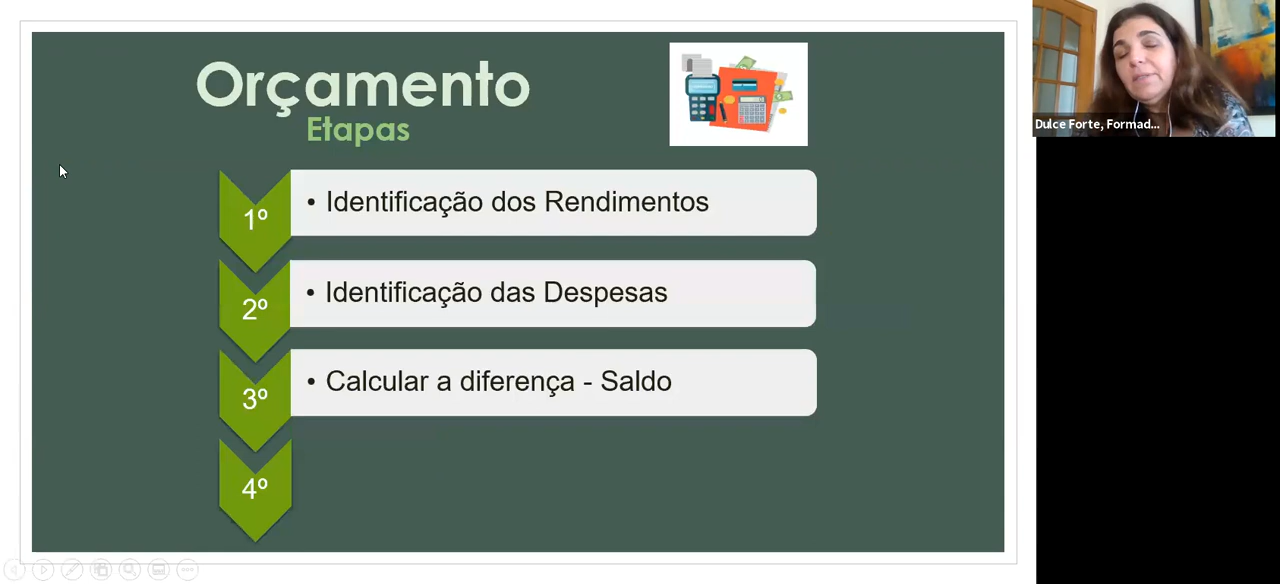 Orçamento
Etapas
1º
• Identificação dos Rendimentos
2º
• Identificação das Despesas
3º
• Calcular a diferença - Saldo
4º
Dulce Forte, Formad...